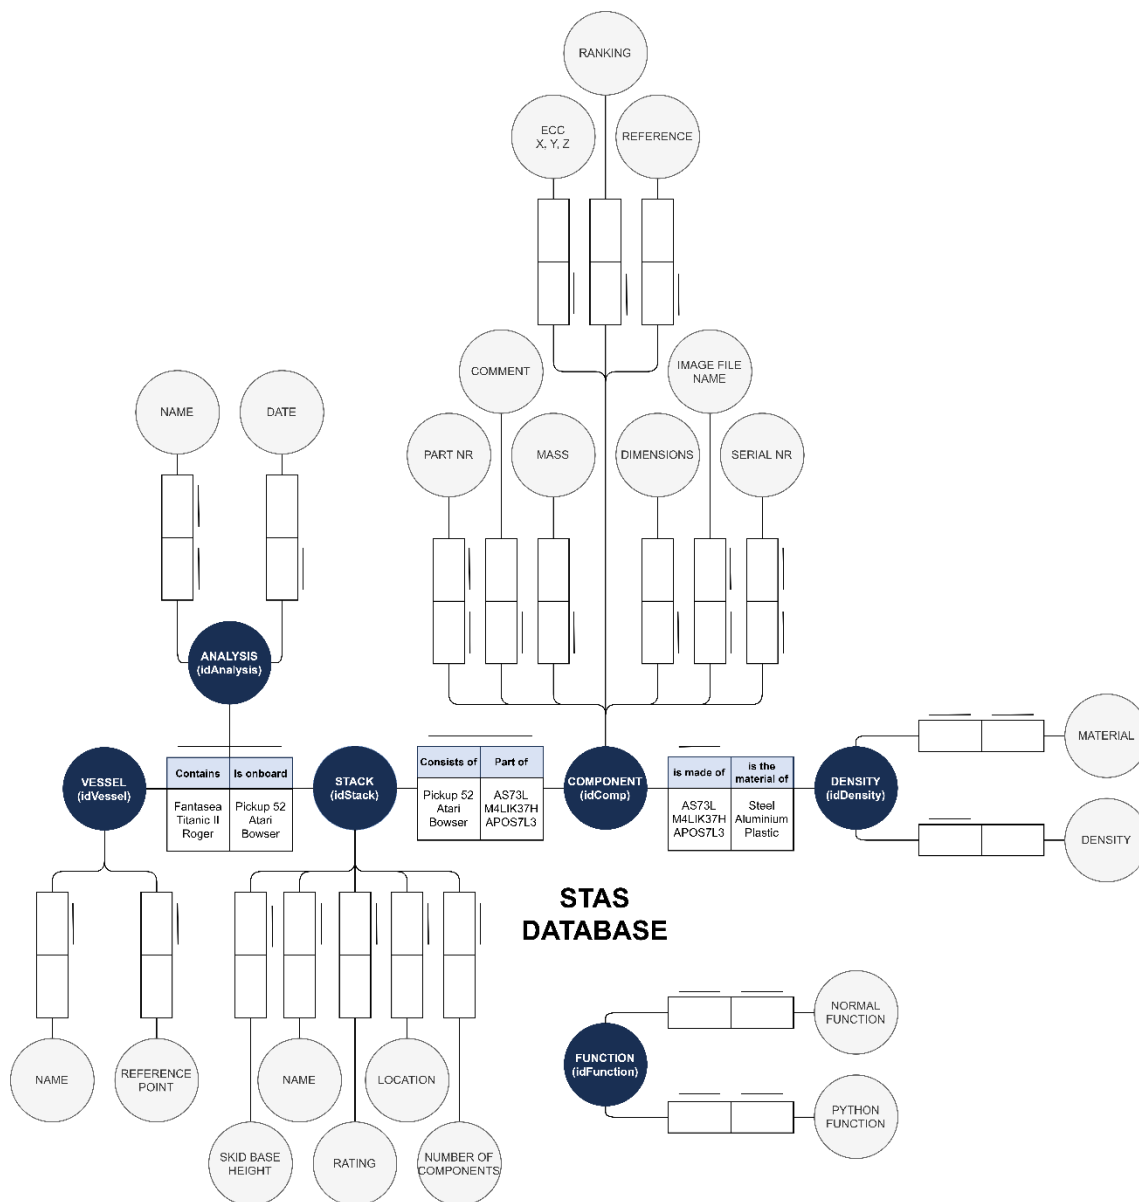 RANKING
ECC
X, Y, Z
REFERENCE
COMMENT
IMAGE FILE
NAME
NAME
DATE
PART NR
MASS
DIMENSIONS
SERIAL NR
ANALYSIS
(idAnalysis)
VESSEL
(idVessel)
Contains
Is onboard
Fantasea
Titanic II
Roger
Pickup 52
Atari
Bowser
STACK
(idStack)
Consists of
Part of
Pickup 52
Atari
Bowser
AS73L
M4LIK37H
APOS7L3
COMPONENT
(idComp)
is made of
is the
material of
AS73L
M4LIK37H
APOS7L3
Steel
Aluminium
Plastic
DENSITY
(idDensity)
MATERIAL
DENSITY
STAS
DATABASE
NAME
REFERENCE
POINT
NAME
LOCATION
SKID BASE
HEIGHT
RATING
NUMBER OF
COMPONENTS
FUNCTION
(idFunction)
NORMAL
FUNCTION
PYTHON
FUNCTION